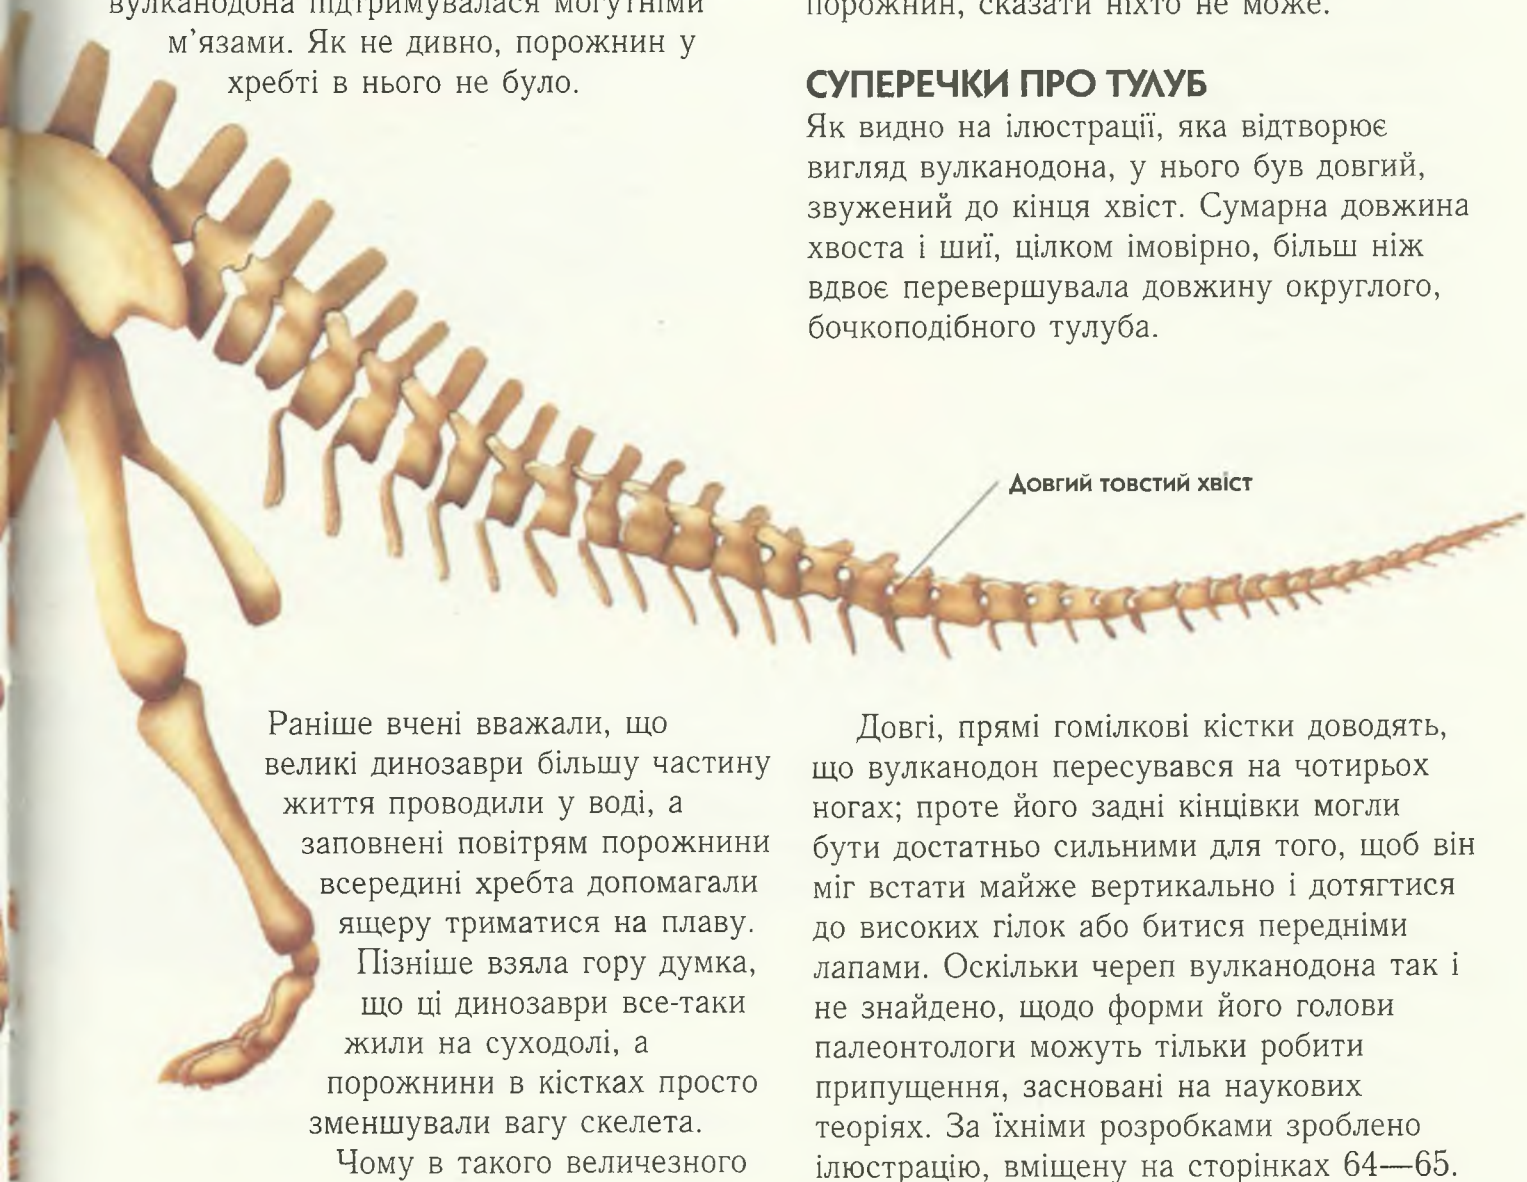 вулканодона підтримувалася могутніми
м'язами. Як не дивно, порожнин у
хребті в нього не було.
Раніше вчені вважали, що
великі динозаври більшу частину
життя проводили у воді, а
заповнені повітрям порожнини
всередині хребта допомагали
ящеру триматися на плаву.
Пізніше взяла гору думка,
що ці динозаври все-таки
жили на суходолі, а
порожнини в кістках просто
зменшували вагу скелета.
Чому в такого величезного
порожнин, сказати ніхто не може.
СУПЕРЕЧКИ ПРО ТУЛУБ
Як видно на ілюстрації, яка відтворює
вигляд вулканодона, у нього був довгий,
звужений до кінця хвіст. Сумарна довжина
хвоста і шиї, цілком імовірно, більш ніж
вдвоє перевершувала довжину округлого,
бочкоподібного тулуба.
Довгий товстий хвіст
Довгі, прямі гомілкові кістки доводять,
що вулканодон пересувався на чотирьох
ногах; проте його задні кінцівки могли
бути достатньо сильними для того, щоб він
міг встати майже вертикально і дотягтися
до високих гілок або битися передніми
лапами. Оскільки череп вулканодона так і
не знайдено, щодо форми його голови
палеонтологи можуть тільки робити
припущення, засновані на наукових
теоріях. За їхніми розробками зроблено
ілюстрацію, вміщену на сторінках 64—65.